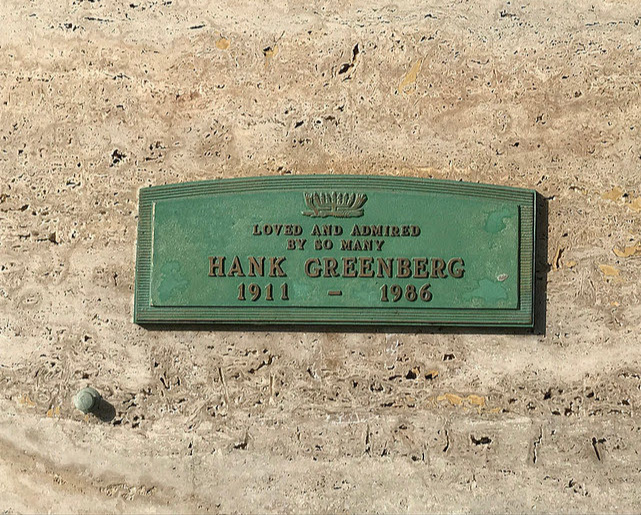 LOVED AND ADMIRED
BY SO MANY
HANK GREENBERG
1911 – 1986